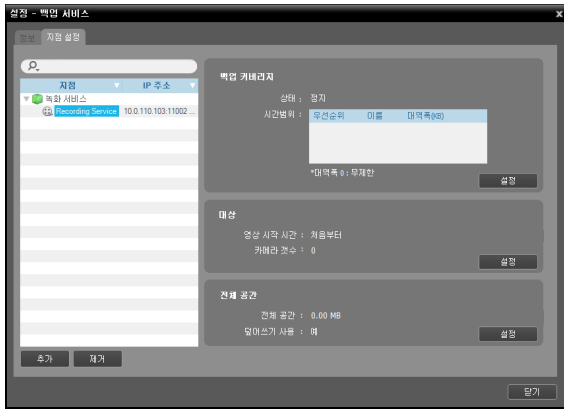 설정 - 백업 서비스
x
정보
지점 설정
지점
IP 주소
녹화 서비스
Recording Service
10.0.110.103:11002 ...
추가
제거
백업 카테리지
상태 : 정지
시간범위 :
우선순위
이름
대역폭(KB)
*대역폭 0 : 무제한
설정
대상
영상 시작 시간 : 처음부터
카메라 갯수 : 0
설정
전체 공간
전체 공간 : 0.00 MB
덮어쓰기 사용 : 예
설정
닫기